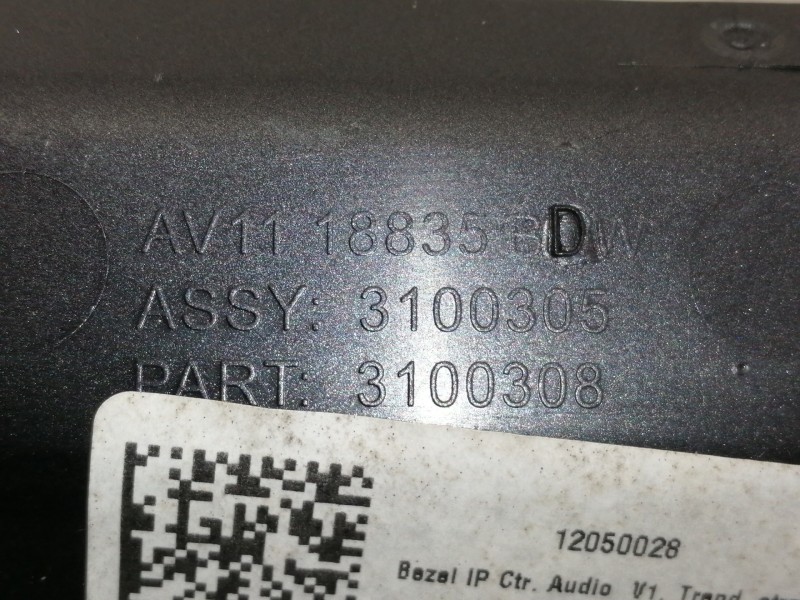 AV11 18835 BDW
ASSY: 3100305
PART: 3100308
12050028
Bezel IP Ctr. Audio V1, Trend,